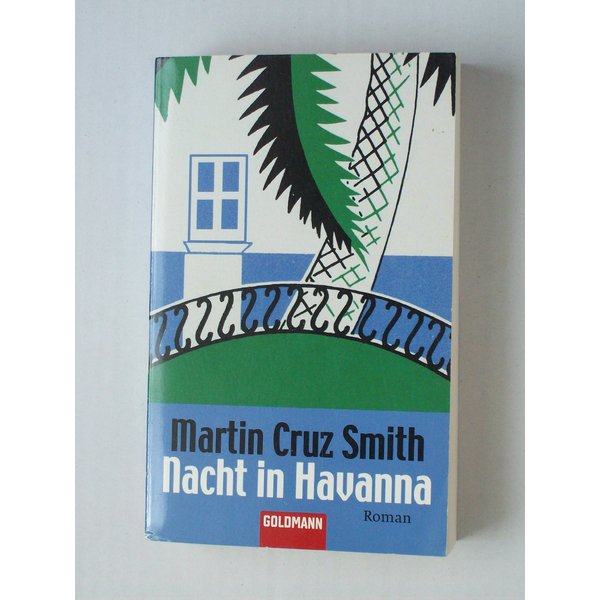 Martin Cruz Smith
Nacht in Havanna
GOLDMANN
Roman